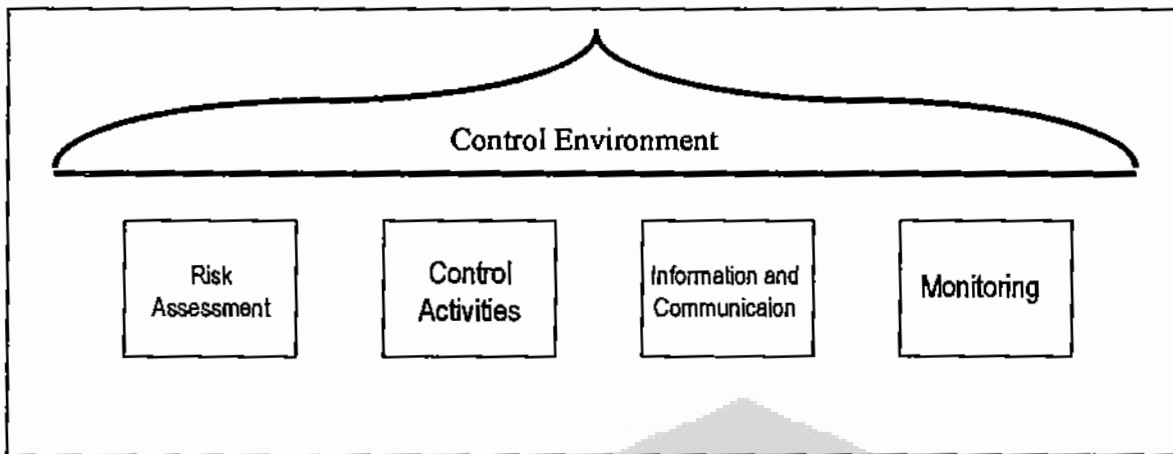 Control Environment
Risk
Assessment
Control
Activities
Information and
Communicaion
Monitoring